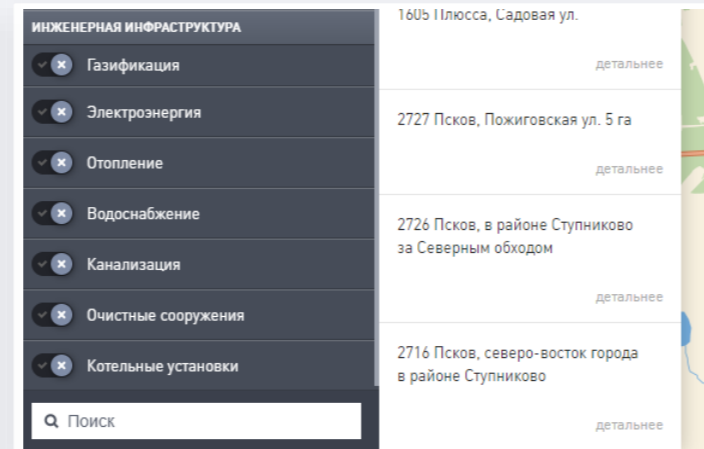 ИНЖЕНЕРНАЯ ИНФРАСТРУКТУРА
Газификация
Электроэнергия
Отопление
Водоснабжение
Канализация
Очистные сооружения
Котельные установки
Поиск
1605 Плюсса, Садовая ул.
детальнее
2727 Псков, Пожиговская ул. 5 га
детальнее
2726 Псков, в районе Ступниково
за Северным обходом
детальнее
2716 Псков, северо-восток города
в районе Ступниково
детальнее